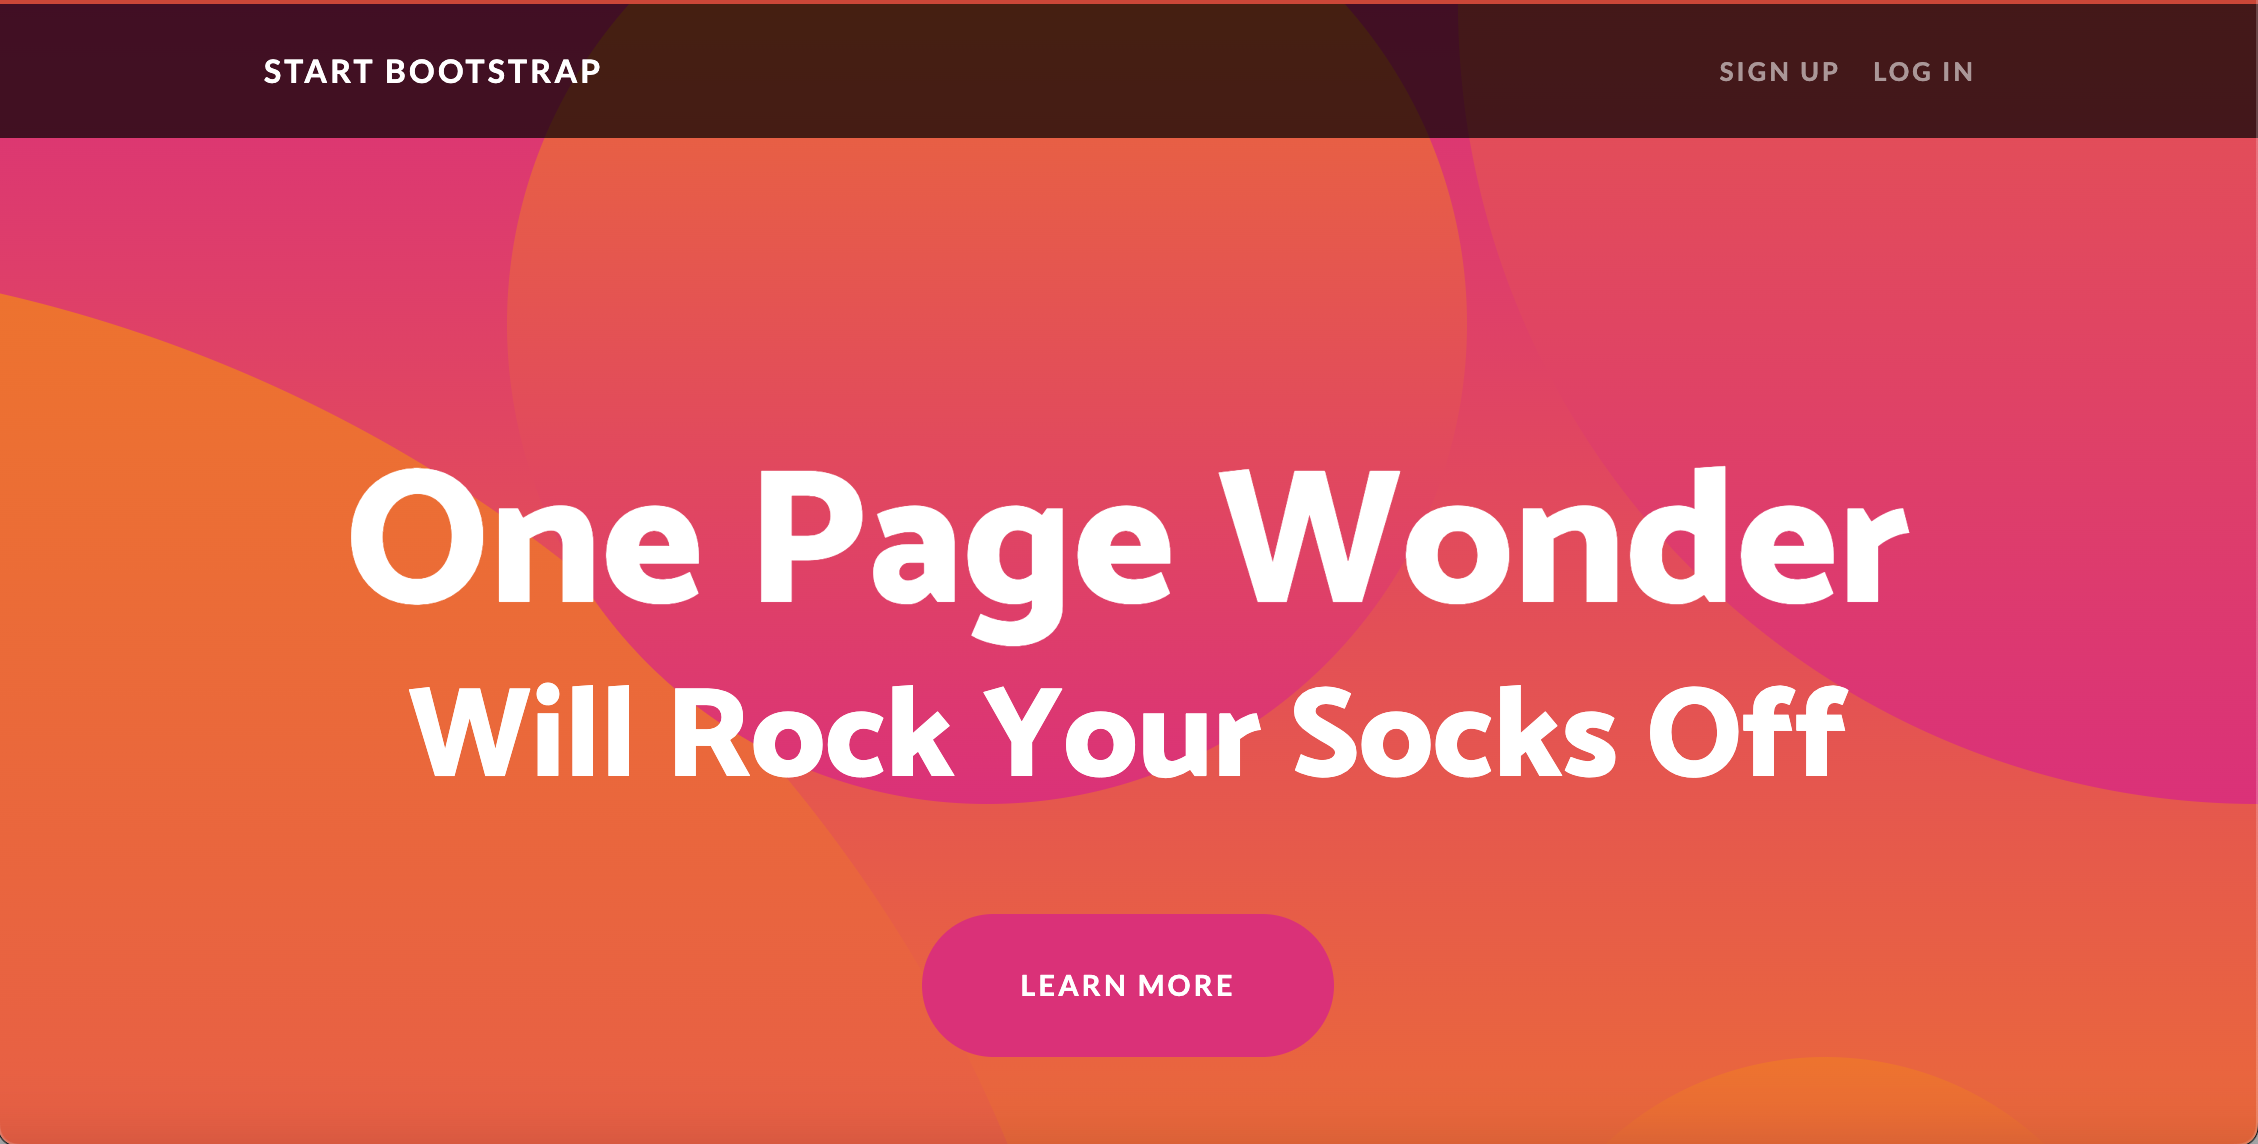 START BOOTSTRAP
SIGN UP LOG IN
One Page Wonder
Will Rock Your Socks Off
LEARN MORE